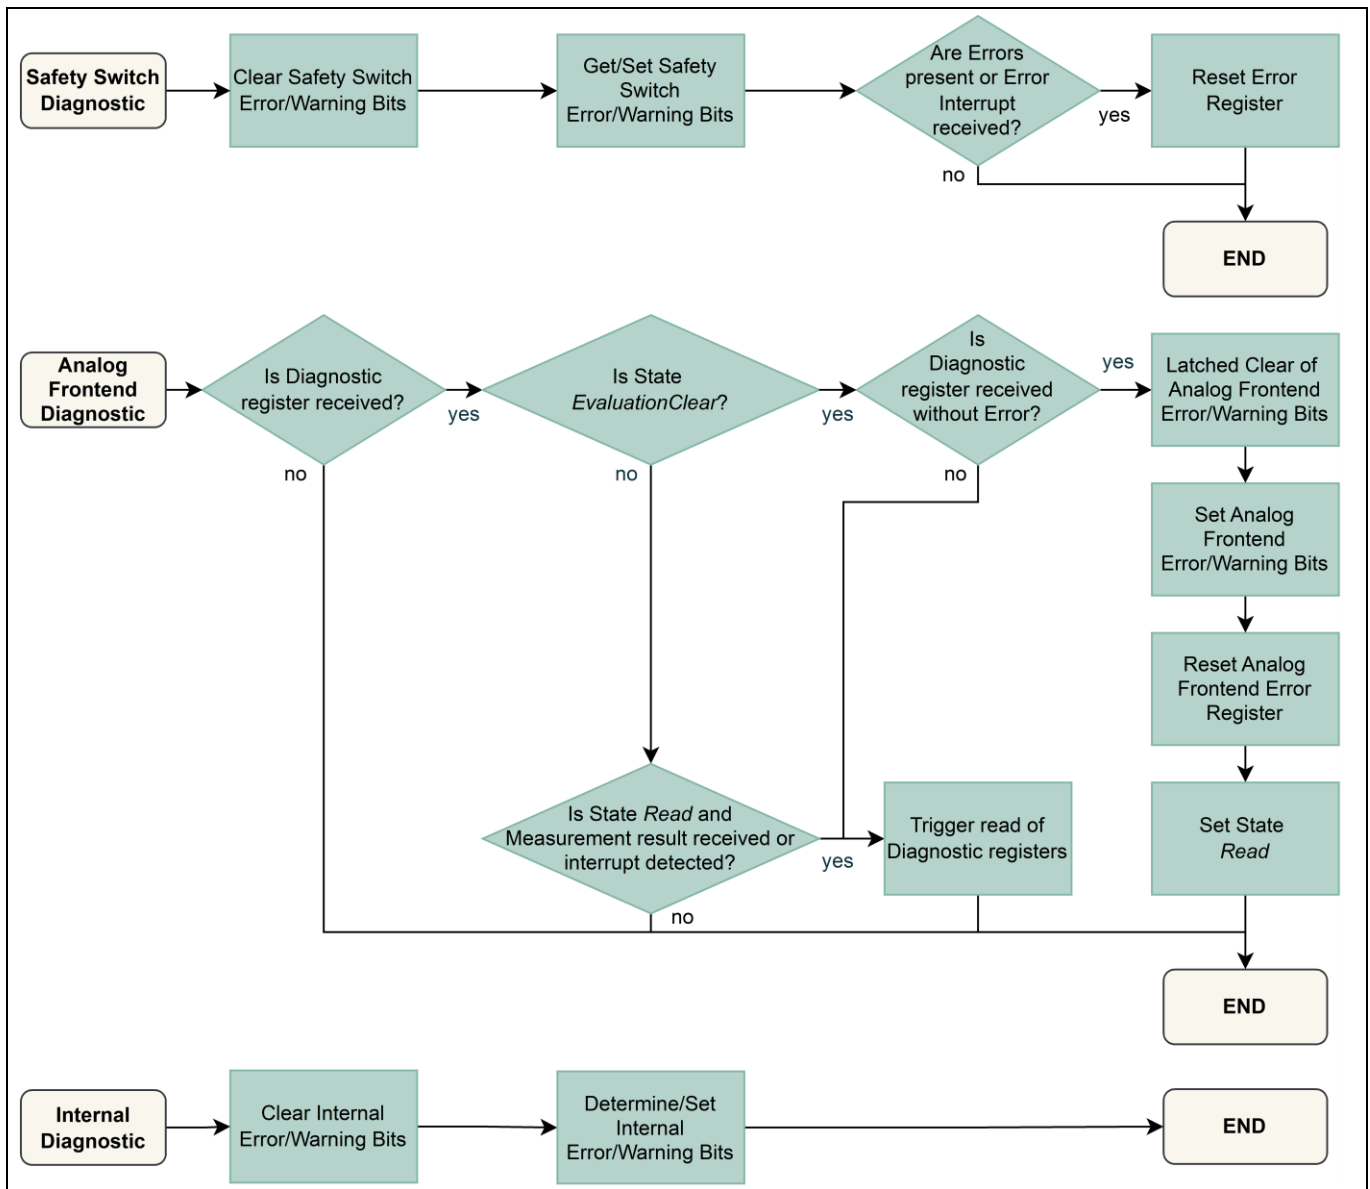 Safety Switch
Diagnostic
Clear Safety Switch
Error/Warning Bits
Get/Set Safety
Switch
Error/Warning Bits
Are Errors
present or Error
Interrupt
received?
yes
no
Reset Error
Register
END
Analog
Frontend
Diagnostic
Is Diagnostic
register received?
yes
no
Is State
EvaluationClear?
yes
no
Is
Diagnostic
register received
without Error?
yes
no
Latched Clear of
Analog Frontend
Error/Warning Bits
Set Analog
Frontend
Error/Warning Bits
Reset Analog
Frontend Error
Register
Set State
Read
Is State Read and
Measurement result received or
interrupt detected?
yes
no
Trigger read of
Diagnostic registers
END
Internal
Diagnostic
Clear Internal
Error/Warning Bits
Determine/Set
Internal
Error/Warning Bits
END